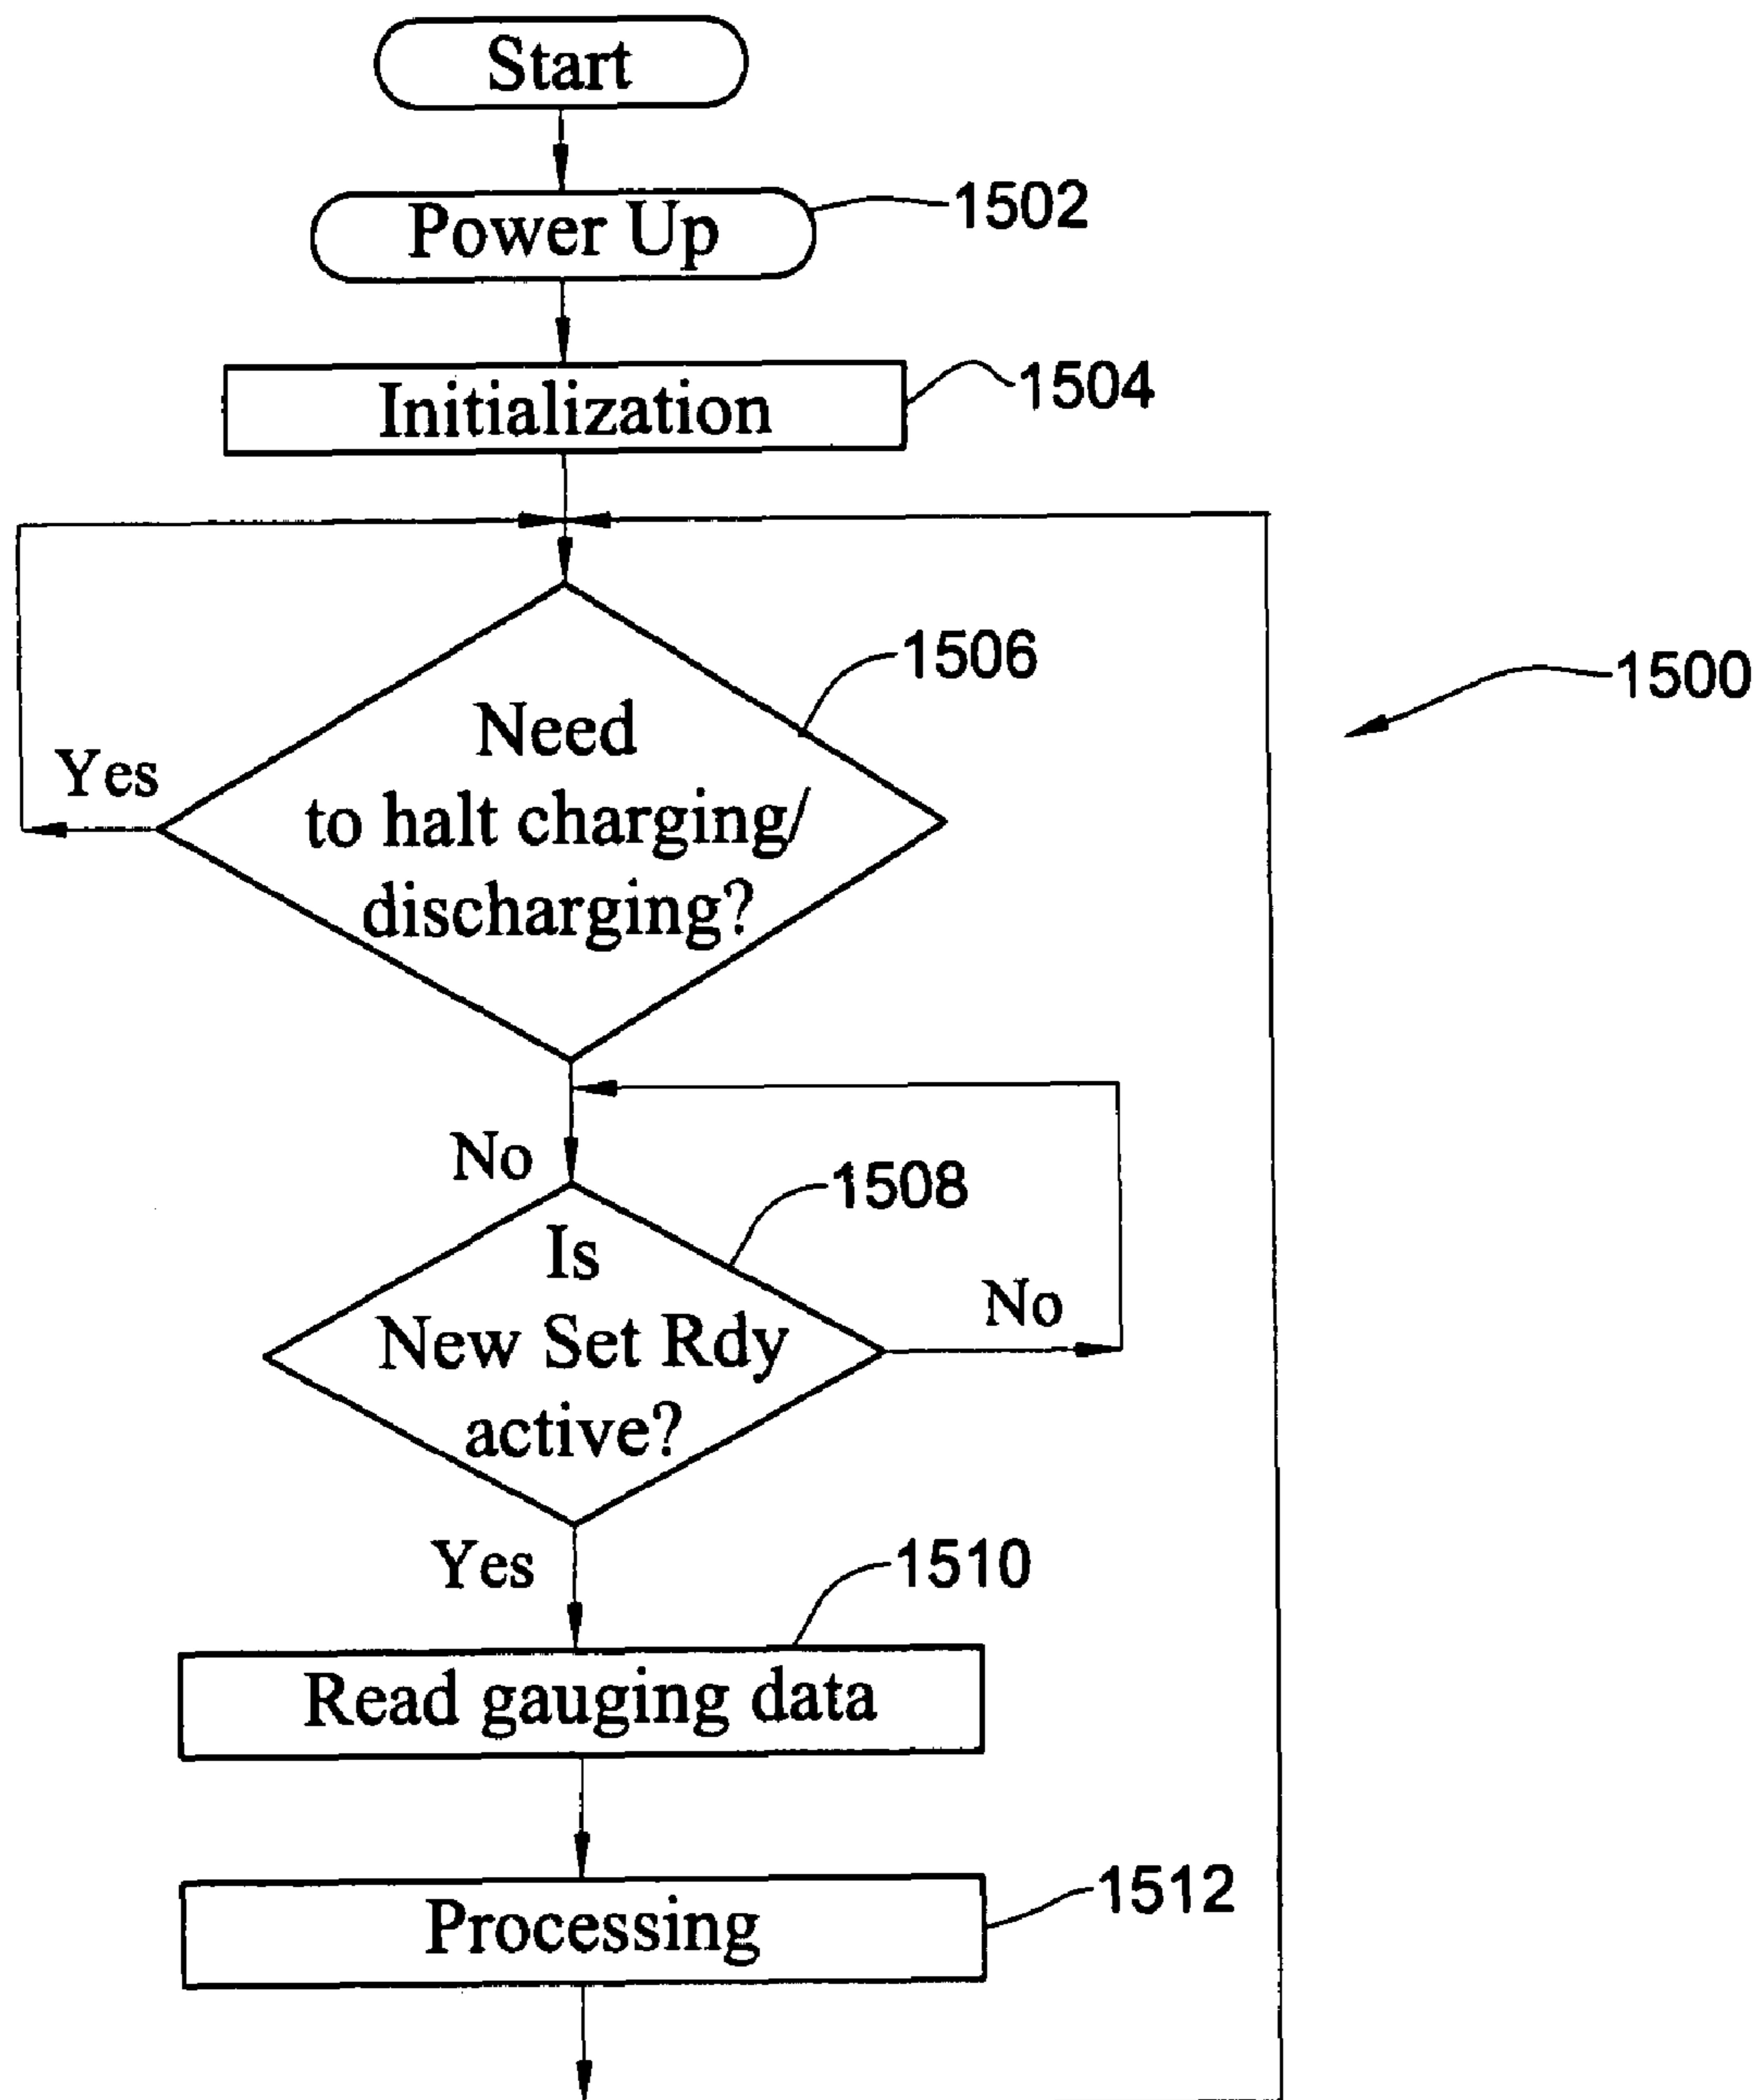 Start
Power Up
1502
Initialization
1504
1506
1500
Need
to halt charging/
discharging?
Yes
No
1508
Is
New Set Rdy
active?
No
Yes
1510
Read gauging data
1512
Processing